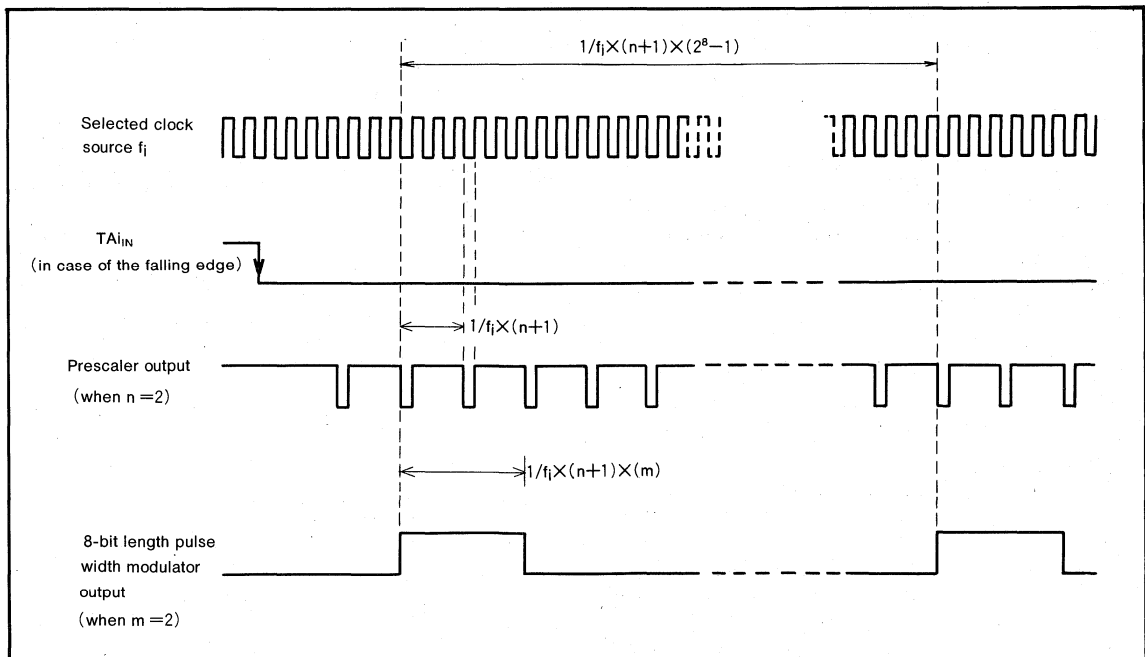 1/fᵢ×(n+1)×(2⁸−1)
Selected clock
source fᵢ
TAiIN
(in case of the falling edge)
1/fᵢ×(n+1)
Prescaler output
(when n=2)
1/fᵢ×(n+1)×(m)
8-bit length pulse
width modulator
output
(when m=2)